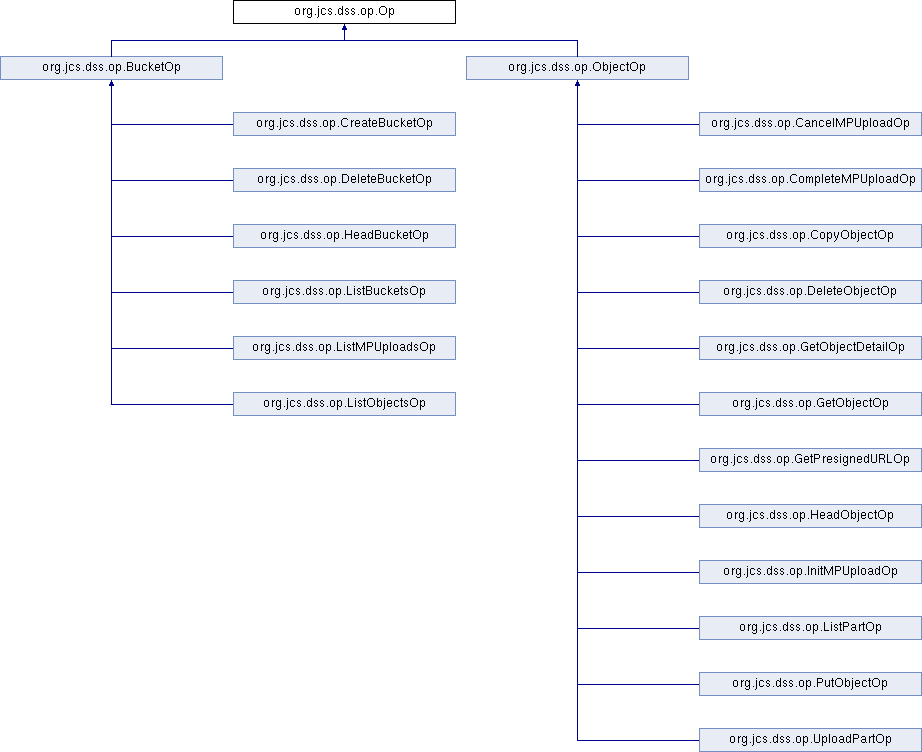 org.jcs.dss.op.Op
org.jcs.dss.op.BucketOp
org.jcs.dss.op.ObjectOp
org.jcs.dss.op.CreateBucketOp
org.jcs.dss.op.CancelMPUploadOp
org.jcs.dss.op.DeleteBucketOp
org.jcs.dss.op.CompleteMPUploadOp
org.jcs.dss.op.HeadBucketOp
org.jcs.dss.op.CopyObjectOp
org.jcs.dss.op.ListBucketsOp
org.jcs.dss.op.DeleteObjectOp
org.jcs.dss.op.ListMPUploadsOp
org.jcs.dss.op.GetObjectDetailOp
org.jcs.dss.op.ListObjectsOp
org.jcs.dss.op.GetObjectOp
org.jcs.dss.op.GetPresignedURLOp
org.jcs.dss.op.HeadObjectOp
org.jcs.dss.op.InitMPUploadOp
org.jcs.dss.op.ListPartOp
org.jcs.dss.op.PutObjectOp
org.jcs.dss.op.UploadPartOp